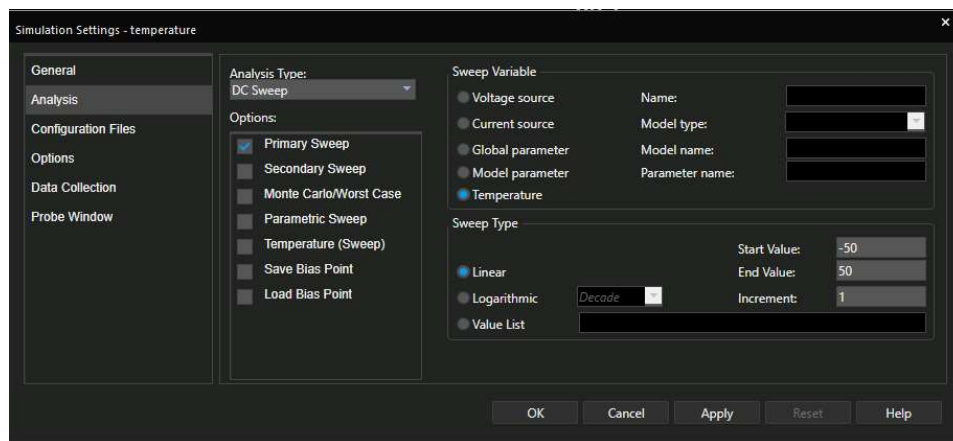 Simulation Settings - temperature
×
General
Analysis
Configuration Files
Options
Data Collection
Probe Window
Analysis Type:
DC Sweep
Options:
Primary Sweep
Secondary Sweep
Monte Carlo/Worst Case
Parametric Sweep
Temperature (Sweep)
Save Bias Point
Load Bias Point
Sweep Variable
Voltage source
Name:
Current source
Model type:
Global parameter
Model name:
Model parameter
Parameter name:
Temperature
Sweep Type
Start Value: -50
Linear
End Value: 50
Logarithmic Decade
Increment: 1
Value List
OK Cancel Apply Reset Help